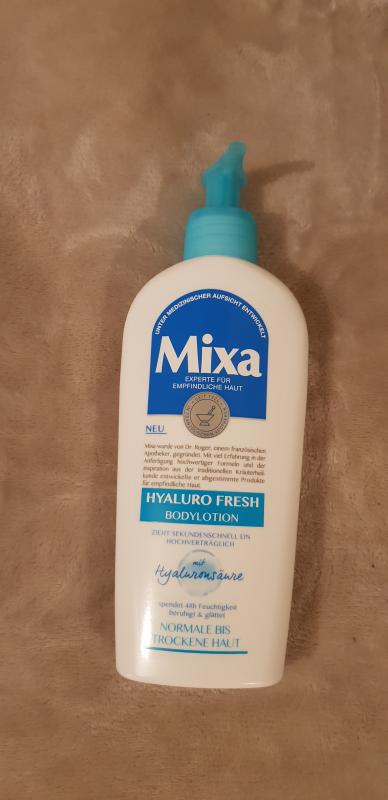 UNTER MEDIZINISCHER AUFSICHT ENTWICKELT
Mixa
EXPERTE FÜR
EMPFINDLICHE HAUT
NEU
Mixa wurde von Dr. Roger, einem französischen
Apotheker, gegründet. Mit viel Erfahrung in der
Anfertigung hochwertiger Formeln und der
Inspiration aus der traditionellen Kräuterheil-
kunde entwickelte er abgestimmte Produkte
für empfindliche Haut.
HYALURO FRESH
BODYLOTION
ZIEHT SEKUNDENSCHNELL EIN
HOCHVERTRÄGLICH
mit
Hyaluronsäure
spendet 48h Feuchtigkeit
beruhigt & glättet
NORMALE BIS
TROCKENE HAUT